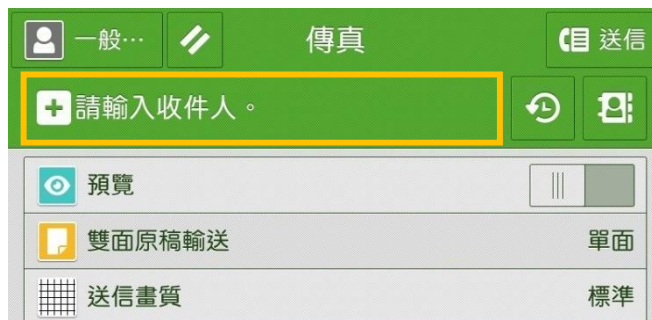 一般…
傳真
送信
請輸入收件人。
預覽
雙面原稿輸送 單面
送信畫質 標準